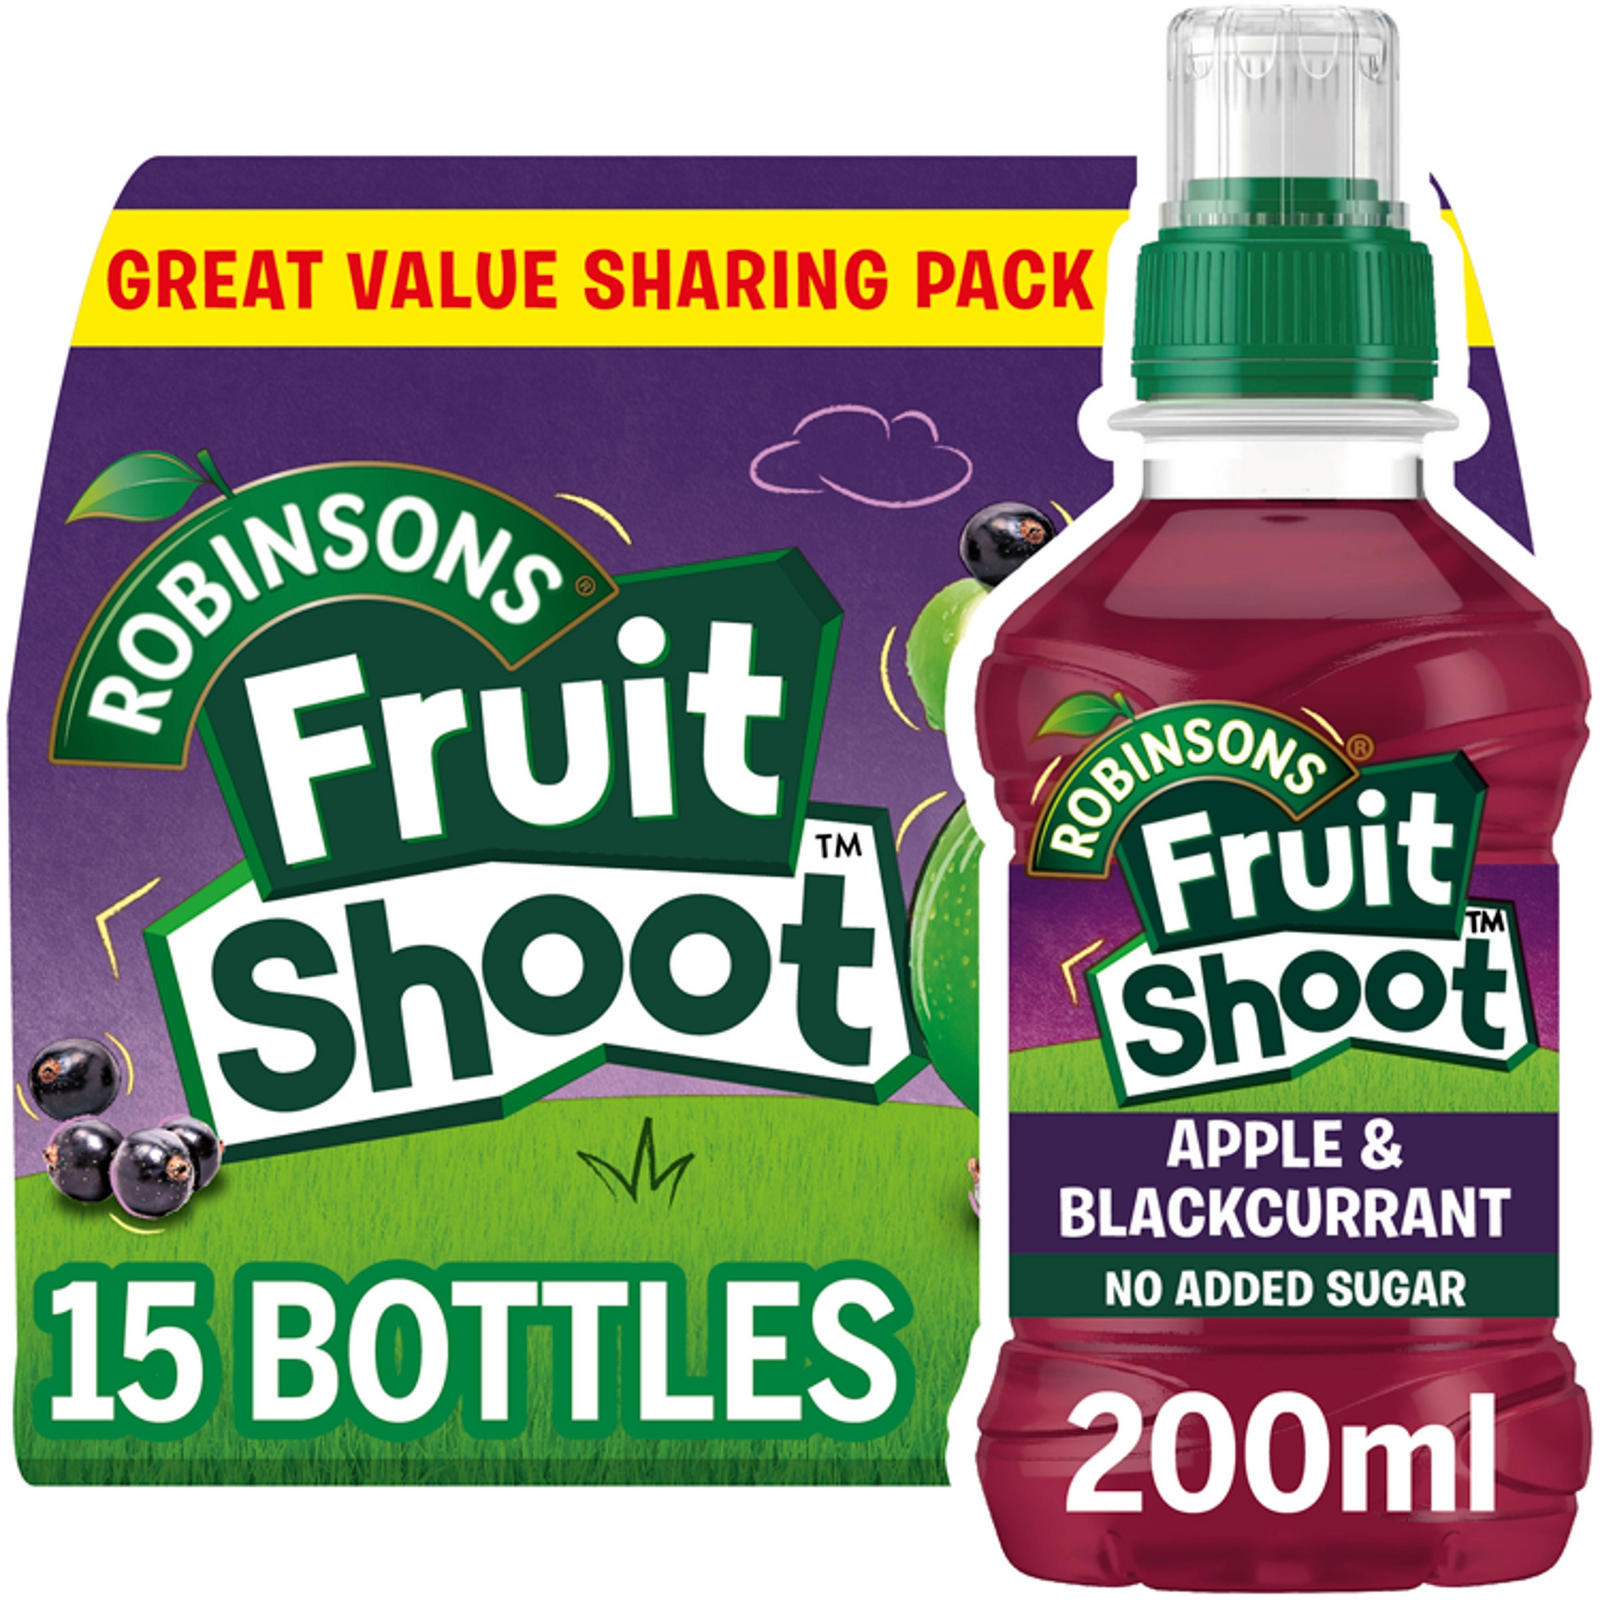 GREAT VALUE SHARING PACK
ROBINSONS®
Fruit
Shoot™
15 BOTTLES
ROBINSONS®
Fruit
Shoot™
APPLE &
BLACKCURRANT
NO ADDED SUGAR
200ml